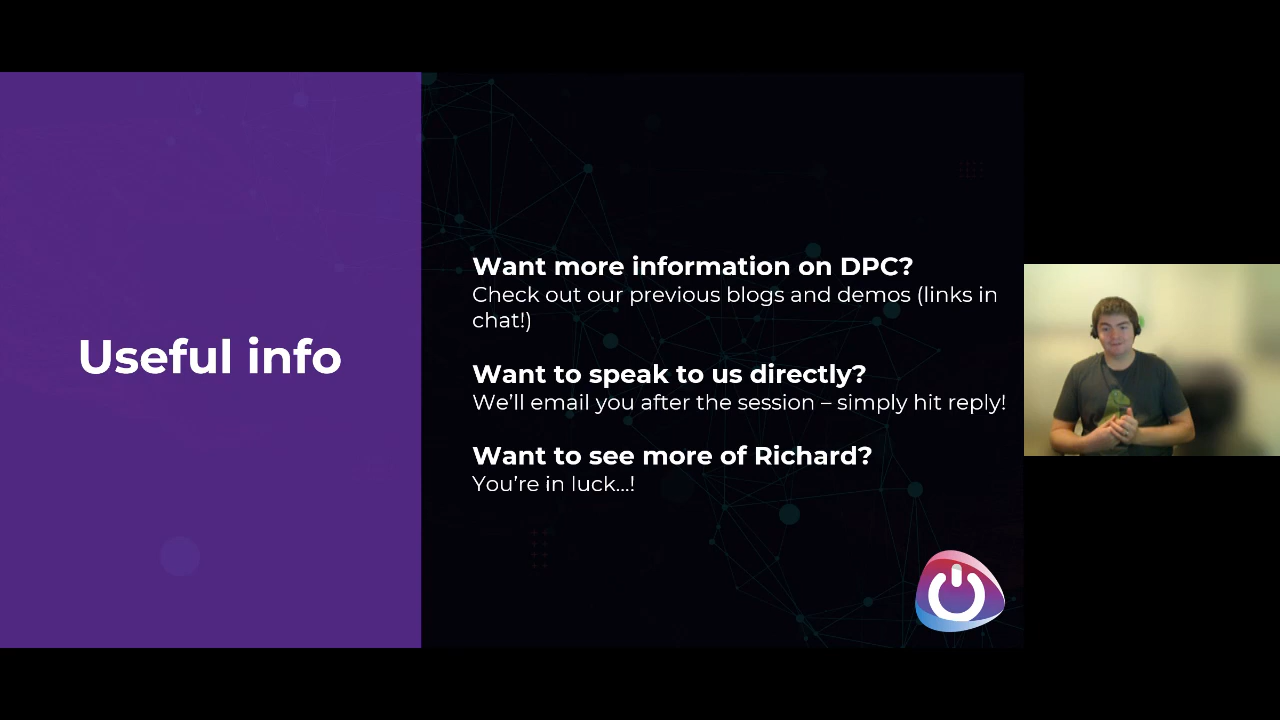 Useful info
Want more information on DPC?
Check out our previous blogs and demos (links in
chat!)
Want to speak to us directly?
We’ll email you after the session – simply hit reply!
Want to see more of Richard?
You’re in luck…!